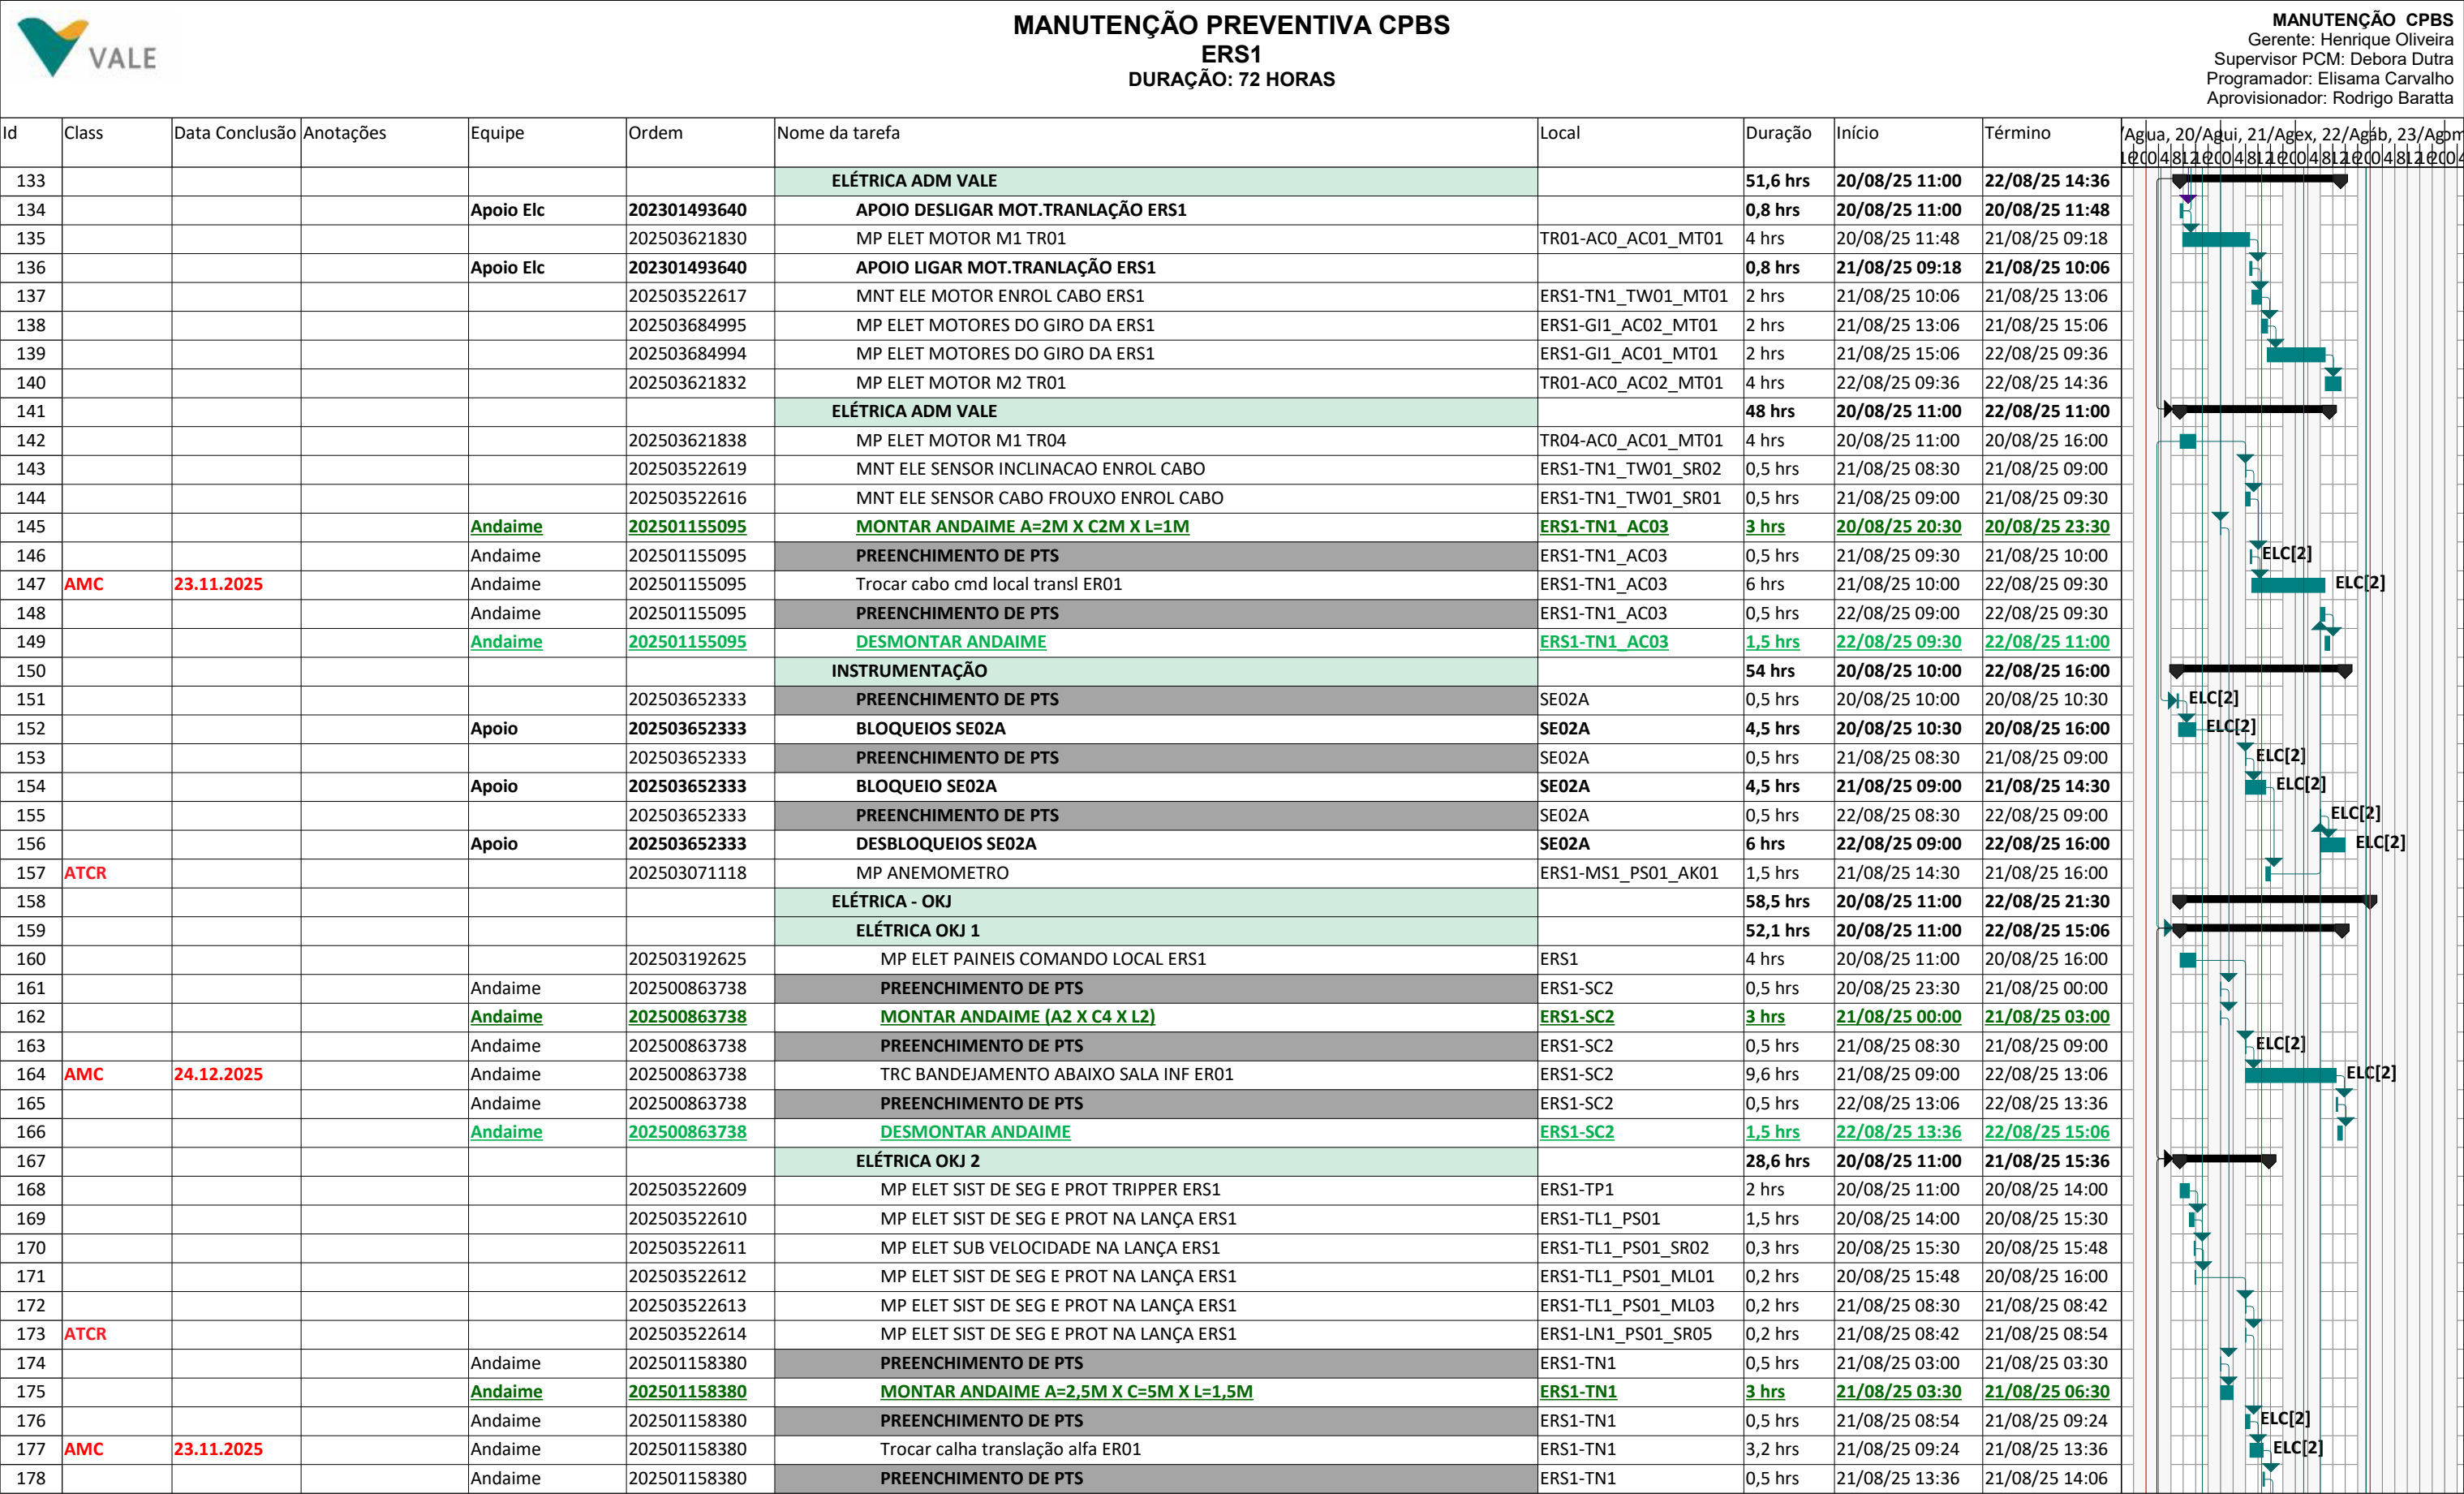 VALE
MANUTENÇÃO PREVENTIVA CPBS
ERS1
DURAÇÃO: 72 HORAS
MANUTENÇÃO CPBS
Gerente: Henrique Oliveira
Supervisor PCM: Debora Dutra
Programador: Elisama Carvalho
Aprovisionador: Rodrigo Baratta
Id Class Data Conclusão Anotações Equipe Ordem Nome da tarefa Local Duração Início Término
133 ELÉTRICA ADM VALE 51,6 hrs 20/08/25 11:00 22/08/25 14:36
134 Apoio Elc 202301493640 APOIO DESLIGAR MOT.TRANLAÇÃO ERS1 0,8 hrs 20/08/25 11:00 20/08/25 11:48
135 202503621830 MP ELET MOTOR M1 TR01 TR01-AC0_AC01_MT01 4 hrs 20/08/25 11:48 21/08/25 09:18
136 Apoio Elc 202301493640 APOIO LIGAR MOT.TRANLAÇÃO ERS1 0,8 hrs 21/08/25 09:18 21/08/25 10:06
137 202503522617 MNT ELE MOTOR ENROL CABO ERS1 ERS1-TN1_TW01_MT01 2 hrs 21/08/25 10:06 21/08/25 13:06
138 202503684995 MP ELET MOTORES DO GIRO DA ERS1 ERS1-GI1_AC02_MT01 2 hrs 21/08/25 13:06 21/08/25 15:06
139 202503684994 MP ELET MOTORES DO GIRO DA ERS1 ERS1-GI1_AC01_MT01 2 hrs 21/08/25 15:06 22/08/25 09:36
140 202503621832 MP ELET MOTOR M2 TR01 TR01-AC0_AC02_MT01 4 hrs 22/08/25 09:36 22/08/25 14:36
141 ELÉTRICA ADM VALE 48 hrs 20/08/25 11:00 22/08/25 11:00
142 202503621838 MP ELET MOTOR M1 TR04 TR04-AC0_AC01_MT01 4 hrs 20/08/25 11:00 20/08/25 16:00
143 202503522619 MNT ELE SENSOR INCLINACAO ENROL CABO ERS1-TN1_TW01_SR02 0,5 hrs 21/08/25 08:30 21/08/25 09:00
144 202503522616 MNT ELE SENSOR CABO FROUXO ENROL CABO ERS1-TN1_TW01_SR01 0,5 hrs 21/08/25 09:00 21/08/25 09:30
145 Andaime 202501155095 MONTAR ANDAIME A=2M X C2M X L=1M ERS1-TN1_AC03 3 hrs 20/08/25 20:30 20/08/25 23:30
146 Andaime 202501155095 PREENCHIMENTO DE PTS ERS1-TN1_AC03 0,5 hrs 21/08/25 09:30 21/08/25 10:00 ELC[2]
147 AMC 23.11.2025 Andaime 202501155095 Trocar cabo cmd local transl ER01 ERS1-TN1_AC03 6 hrs 21/08/25 10:00 22/08/25 09:30 ELC[2]
148 Andaime 202501155095 PREENCHIMENTO DE PTS ERS1-TN1_AC03 0,5 hrs 22/08/25 09:00 22/08/25 09:30
149 Andaime 202501155095 DESMONTAR ANDAIME ERS1-TN1_AC03 1,5 hrs 22/08/25 09:30 22/08/25 11:00
150 INSTRUMENTAÇÃO 54 hrs 20/08/25 10:00 22/08/25 16:00
151 202503652333 PREENCHIMENTO DE PTS SE02A 0,5 hrs 20/08/25 10:00 20/08/25 10:30 ELC[2]
152 Apoio 202503652333 BLOQUEIOS SE02A SE02A 4,5 hrs 20/08/25 10:30 20/08/25 16:00 ELC[2]
153 202503652333 PREENCHIMENTO DE PTS SE02A 0,5 hrs 21/08/25 08:30 21/08/25 09:00 ELC[2]
154 Apoio 202503652333 BLOQUEIO SE02A SE02A 4,5 hrs 21/08/25 09:00 21/08/25 14:30 ELC[2]
155 202503652333 PREENCHIMENTO DE PTS SE02A 0,5 hrs 22/08/25 08:30 22/08/25 09:00 ELC[2]
156 Apoio 202503652333 DESBLOQUEIOS SE02A SE02A 6 hrs 22/08/25 09:00 22/08/25 16:00 ELC[2]
157 ATCR 202503071118 MP ANEMOMETRO ERS1-MS1_PS01_AK01 1,5 hrs 21/08/25 14:30 21/08/25 16:00
158 ELÉTRICA - OKJ 58,5 hrs 20/08/25 11:00 22/08/25 21:30
159 ELÉTRICA OKJ 1 52,1 hrs 20/08/25 11:00 22/08/25 15:06
160 202503192625 MP ELET PAINEIS COMANDO LOCAL ERS1 ERS1 4 hrs 20/08/25 11:00 20/08/25 16:00
161 Andaime 202500863738 PREENCHIMENTO DE PTS ERS1-SC2 0,5 hrs 20/08/25 23:30 21/08/25 00:00
162 Andaime 202500863738 MONTAR ANDAIME (A2 X C4 X L2) ERS1-SC2 3 hrs 21/08/25 00:00 21/08/25 03:00
163 Andaime 202500863738 PREENCHIMENTO DE PTS ERS1-SC2 0,5 hrs 21/08/25 08:30 21/08/25 09:00 ELC[2]
164 AMC 24.12.2025 Andaime 202500863738 TRC BANDEJAMENTO ABAIXO SALA INF ER01 ERS1-SC2 9,6 hrs 21/08/25 09:00 22/08/25 13:06 ELC[2]
165 Andaime 202500863738 PREENCHIMENTO DE PTS ERS1-SC2 0,5 hrs 22/08/25 13:06 22/08/25 13:36
166 Andaime 202500863738 DESMONTAR ANDAIME ERS1-SC2 1,5 hrs 22/08/25 13:36 22/08/25 15:06
167 ELÉTRICA OKJ 2 28,6 hrs 20/08/25 11:00 21/08/25 15:36
168 202503522609 MP ELET SIST DE SEG E PROT TRIPPER ERS1 ERS1-TP1 2 hrs 20/08/25 11:00 20/08/25 14:00
169 202503522610 MP ELET SIST DE SEG E PROT NA LANÇA ERS1 ERS1-TL1_PS01 1,5 hrs 20/08/25 14:00 20/08/25 15:30
170 202503522611 MP ELET SUB VELOCIDADE NA LANÇA ERS1 ERS1-TL1_PS01_SR02 0,3 hrs 20/08/25 15:30 20/08/25 15:48
171 202503522612 MP ELET SIST DE SEG E PROT NA LANÇA ERS1 ERS1-TL1_PS01_ML01 0,2 hrs 20/08/25 15:48 20/08/25 16:00
172 202503522613 MP ELET SIST DE SEG E PROT NA LANÇA ERS1 ERS1-TL1_PS01_ML03 0,2 hrs 21/08/25 08:30 21/08/25 08:42
173 ATCR 202503522614 MP ELET SIST DE SEG E PROT NA LANÇA ERS1 ERS1-LN1_PS01_SR05 0,2 hrs 21/08/25 08:42 21/08/25 08:54
174 Andaime 202501158380 PREENCHIMENTO DE PTS ERS1-TN1 0,5 hrs 21/08/25 03:00 21/08/25 03:30
175 Andaime 202501158380 MONTAR ANDAIME A=2,5M X C=5M X L=1,5M ERS1-TN1 3 hrs 21/08/25 03:30 21/08/25 06:30
176 Andaime 202501158380 PREENCHIMENTO DE PTS ERS1-TN1 0,5 hrs 21/08/25 08:54 21/08/25 09:24 ELC[2]
177 AMC 23.11.2025 Andaime 202501158380 Trocar calha translação alfa ER01 ERS1-TN1 3,2 hrs 21/08/25 09:24 21/08/25 13:36 ELC[2]
178 Andaime 202501158380 PREENCHIMENTO DE PTS ERS1-TN1 0,5 hrs 21/08/25 13:36 21/08/25 14:06